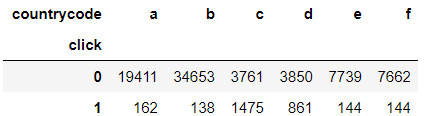 countrycode a b c d e f
click
0 19411 34653 3761 3850 7739 7662
1 162 138 1475 861 144 144